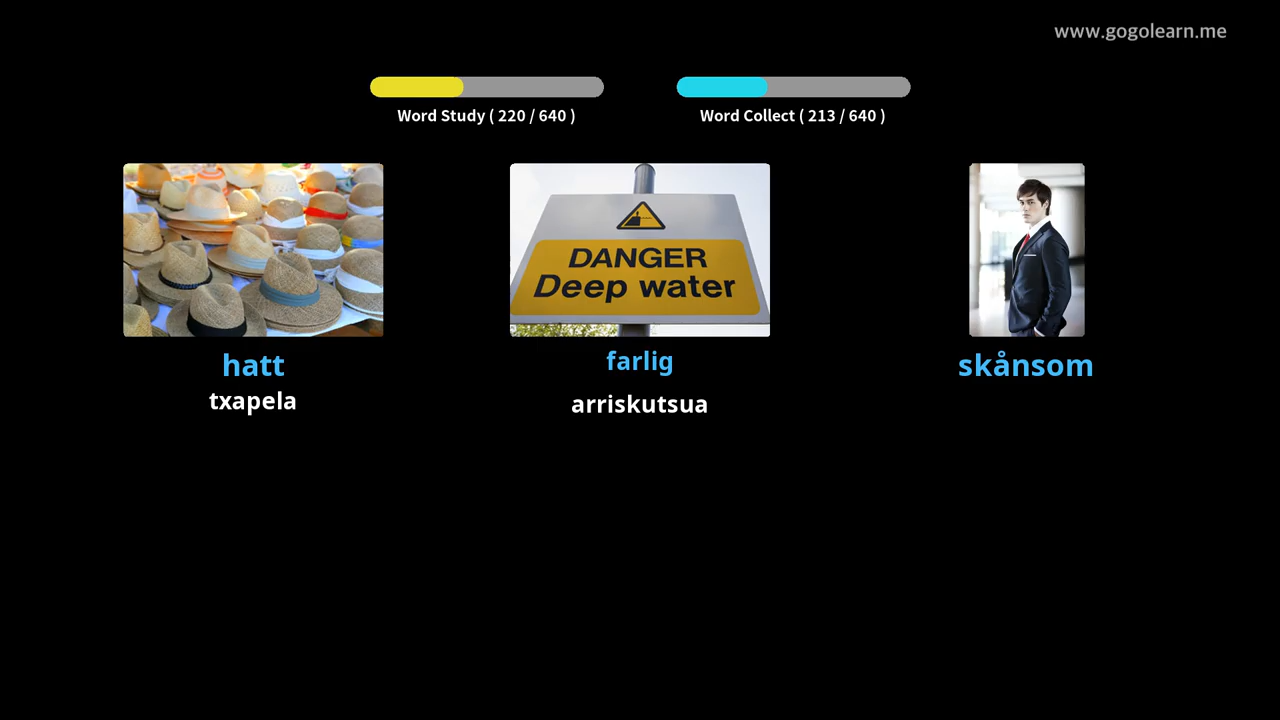 www.gogolearn.me
Word Study ( 220 / 640 )
Word Collect ( 213 / 640 )
DANGER
Deep water
hatt
txapela
farlig
arriskutsua
skånsom